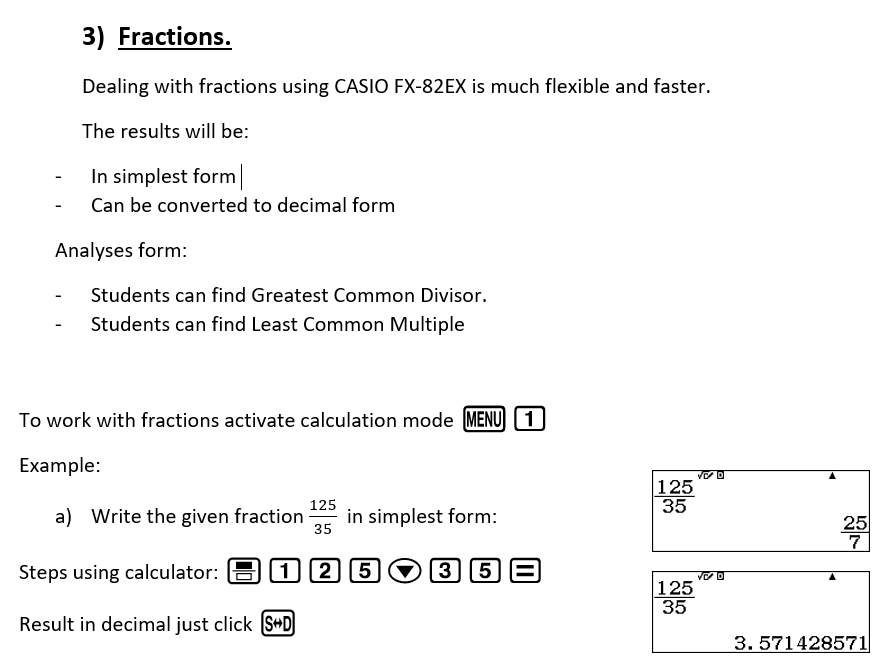 3) Fractions.
Dealing with fractions using CASIO FX-82EX is much flexible and faster.
The results will be:
- In simplest form
- Can be converted to decimal form
Analyses form:
- Students can find Greatest Common Divisor.
- Students can find Least Common Multiple
To work with fractions activate calculation mode MENU 1
Example:
a) Write the given fraction 125/35 in simplest form:
125/35
25/7
Steps using calculator: 1 2 5 ▼ 3 5 =
125/35
3.571428571
Result in decimal just click S⇔D